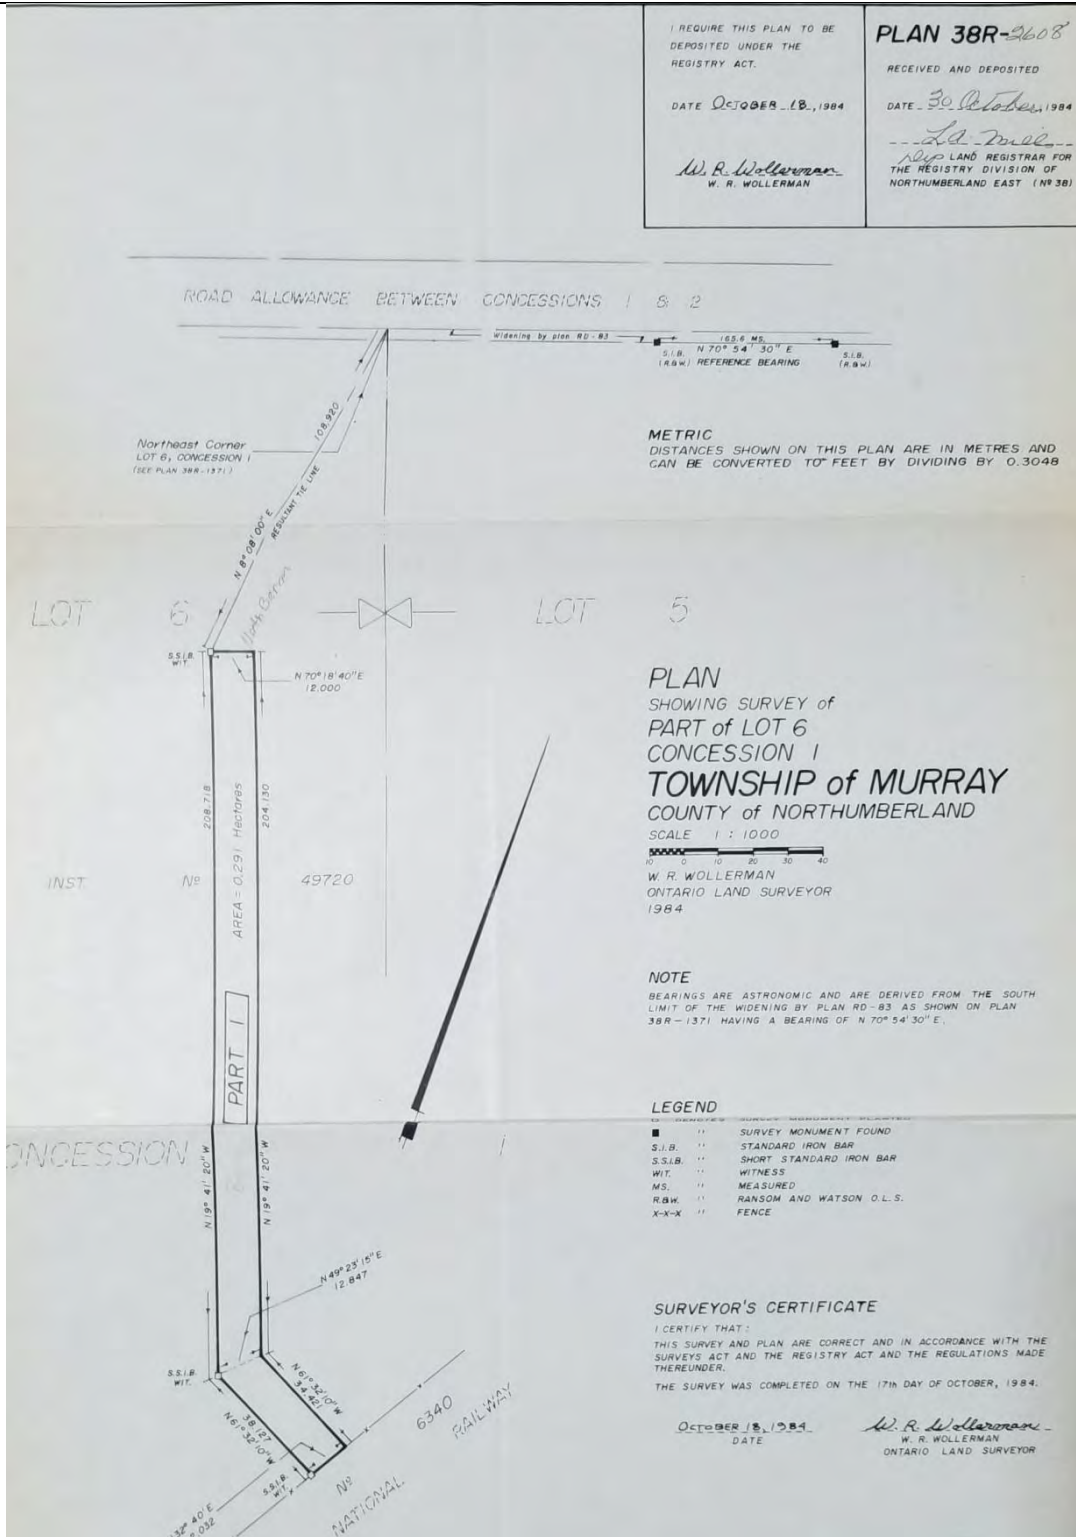 I REQUIRE THIS PLAN TO BE
DEPOSITED UNDER THE
REGISTRY ACT.
DATE OCTOBER 18, 1984
W. R. Wollerman
W. R. WOLLERMAN
PLAN 38R-2608
RECEIVED AND DEPOSITED
DATE 30 October, 1984
Dep LAND REGISTRAR FOR
THE REGISTRY DIVISION OF
NORTHUMBERLAND EAST (Nº 38)
ROAD ALLOWANCE BETWEEN CONCESSIONS 1 & 2
Widening by plan RD-83
165.6 MS.
N 70° 54' 30" E
REFERENCE BEARING
S.I.B.
(R.&W.)
S.I.B.
(R.&W.)
Northeast Corner
LOT 6, CONCESSION 1
(SEE PLAN 38R-1371)
108.920
N 8° 08' 00" E
RESULTANT TIE LINE
METRIC
DISTANCES SHOWN ON THIS PLAN ARE IN METRES AND
CAN BE CONVERTED TO FEET BY DIVIDING BY 0.3048
LOT 6
LOT 5
North
S.S.I.B.
WIT.
N 70° 18' 40" E
12.000
208.718
AREA = 0.291 Hectares
204.130
INST. Nº 49720
PART 1
PLAN
SHOWING SURVEY of
PART of LOT 6
CONCESSION 1
TOWNSHIP of MURRAY
COUNTY of NORTHUMBERLAND
SCALE 1 : 1000
10 0 10 20 30 40
W. R. WOLLERMAN
ONTARIO LAND SURVEYOR
1984
NOTE
BEARINGS ARE ASTRONOMIC AND ARE DERIVED FROM THE SOUTH
LIMIT OF THE WIDENING BY PLAN RD-83 AS SHOWN ON PLAN
38R-1371 HAVING A BEARING OF N 70° 54' 30" E.
LEGEND
DENOTES SURVEY MONUMENT PLANTED
■ " SURVEY MONUMENT FOUND
S.I.B. " STANDARD IRON BAR
S.S.I.B. " SHORT STANDARD IRON BAR
WIT. " WITNESS
MS. " MEASURED
R.&W. " RANSOM AND WATSON O.L.S.
X-X-X " FENCE
ONCESSION 1
N 19° 41' 20" W
N 19° 41' 20" W
N 49° 23' 15" E
12.847
S.S.I.B.
WIT.
N 61° 32' 10" W
34.421
38.127
N 61° 32' 10" W
S.S.I.B.
WIT.
32' 40" E
.032
Nº 6340
NATIONAL RAILWAY
SURVEYOR'S CERTIFICATE
I CERTIFY THAT:
THIS SURVEY AND PLAN ARE CORRECT AND IN ACCORDANCE WITH THE
SURVEYS ACT AND THE REGISTRY ACT AND THE REGULATIONS MADE
THEREUNDER.
THE SURVEY WAS COMPLETED ON THE 17th DAY OF OCTOBER, 1984.
OCTOBER 18, 1984
DATE
W. R. Wollerman
W. R. WOLLERMAN
ONTARIO LAND SURVEYOR